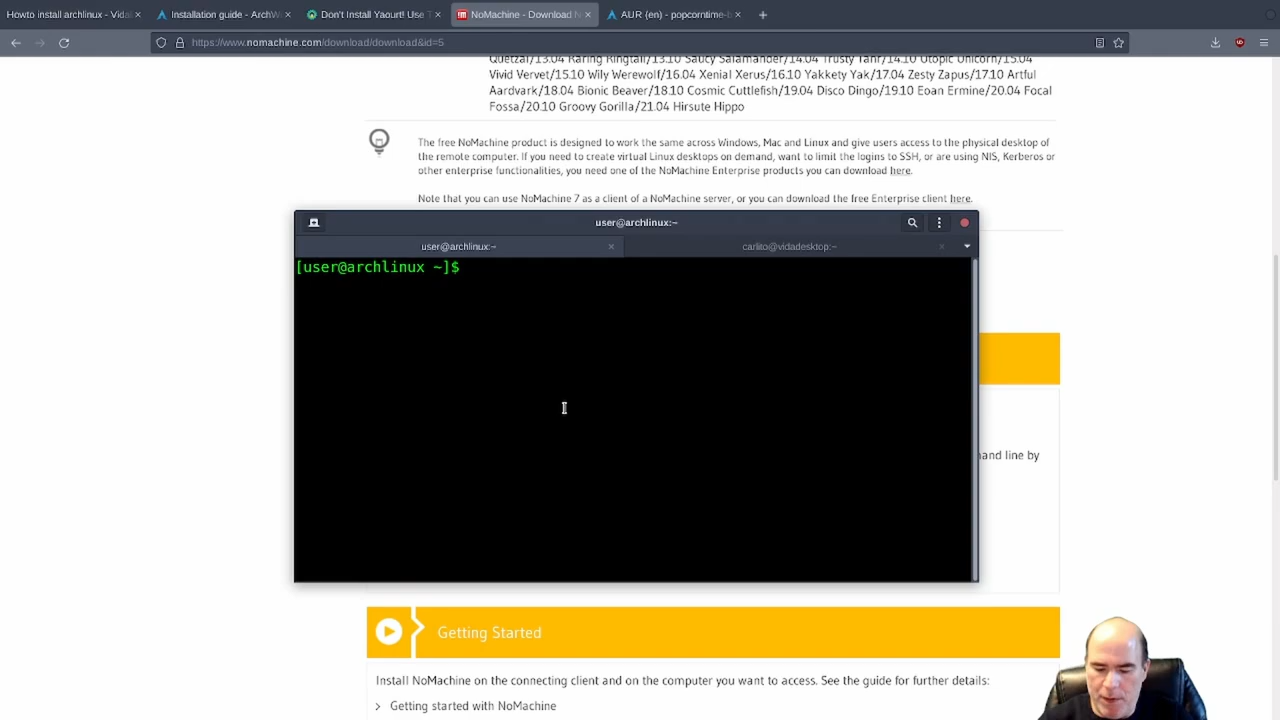 Howto install archlinux - Vida
Installation guide - ArchW
Don't Install Yaourt! Use T
NoMachine - Download N
AUR (en) - popcorntime-b
https://www.nomachine.com/download/download&id=5
Quetzal/13.04 Raring Ringtail/13.10 Saucy Salamander/14.04 Trusty Tahr/14.10 Utopic Unicorn/15.04
Vivid Vervet/15.10 Wily Werewolf/16.04 Xenial Xerus/16.10 Yakkety Yak/17.04 Zesty Zapus/17.10 Artful
Aardvark/18.04 Bionic Beaver/18.10 Cosmic Cuttlefish/19.04 Disco Dingo/19.10 Eoan Ermine/20.04 Focal
Fossa/20.10 Groovy Gorilla/21.04 Hirsute Hippo
The free NoMachine product is designed to work the same across Windows, Mac and Linux and give users access to the physical desktop of
the remote computer. If you need to create virtual Linux desktops on demand, want to limit the logins to SSH, or are using NIS, Kerberos or
other enterprise functionalities, you need one of the NoMachine Enterprise products you can download here.
Note that you can use NoMachine 7 as a client of a NoMachine server, or you can download the free Enterprise client here.
user@archlinux:~
user@archlinux:~
carlito@vidadesktop:~
[user@archlinux ~]$
and line by
Getting Started
Install NoMachine on the connecting client and on the computer you want to access. See the guide for further details:
Getting started with NoMachine